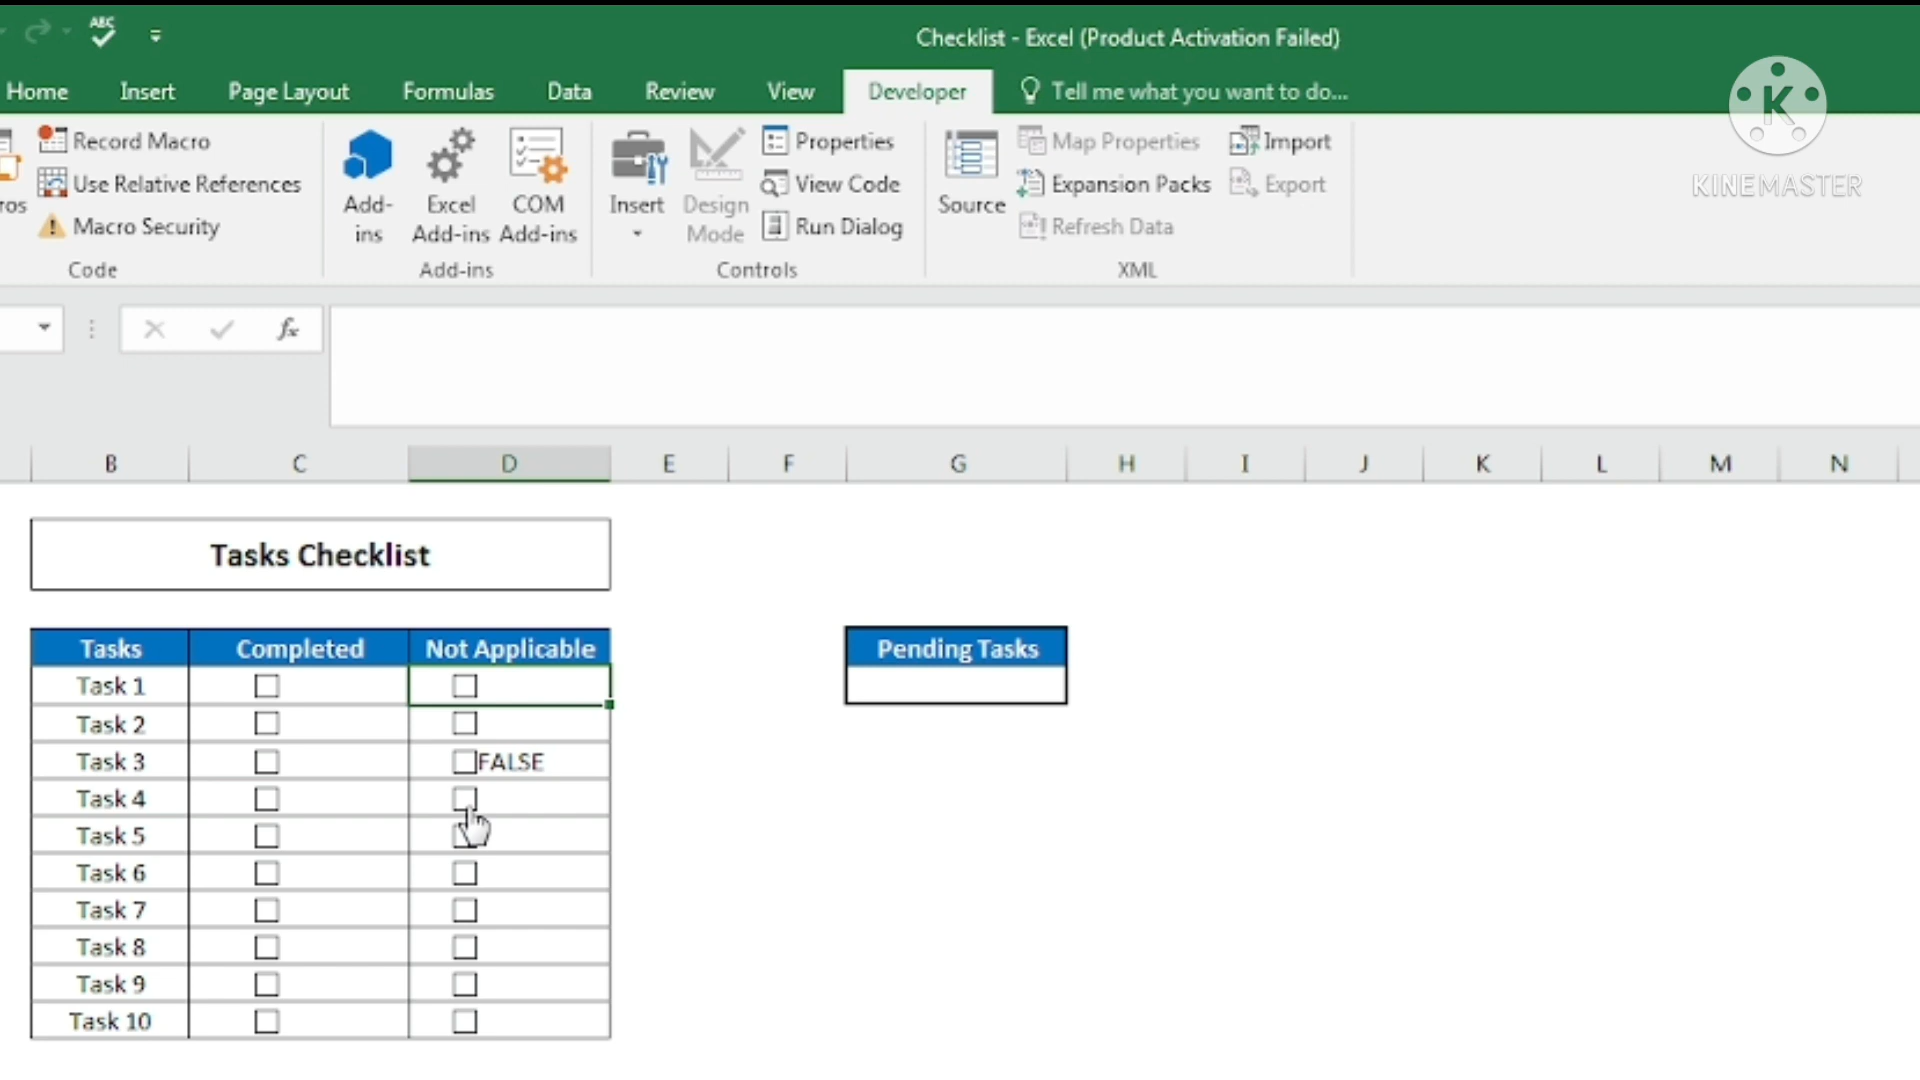 ABC
Checklist - Excel (Product Activation Failed)
Home Insert Page Layout Formulas Data Review View Developer Tell me what you want to do...
K
KINEMASTER
Record Macro
Use Relative References
Macro Security
Code
Add-ins
Excel Add-ins
COM Add-ins
Add-ins
Insert
Design Mode
Properties
View Code
Run Dialog
Controls
Source
Map Properties
Expansion Packs
Refresh Data
Import
Export
XML
fx
B C D E F G H I J K L M N
Tasks Checklist
Tasks Completed Not Applicable
Task 1
Task 2
Task 3 FALSE
Task 4
Task 5
Task 6
Task 7
Task 8
Task 9
Task 10
Pending Tasks